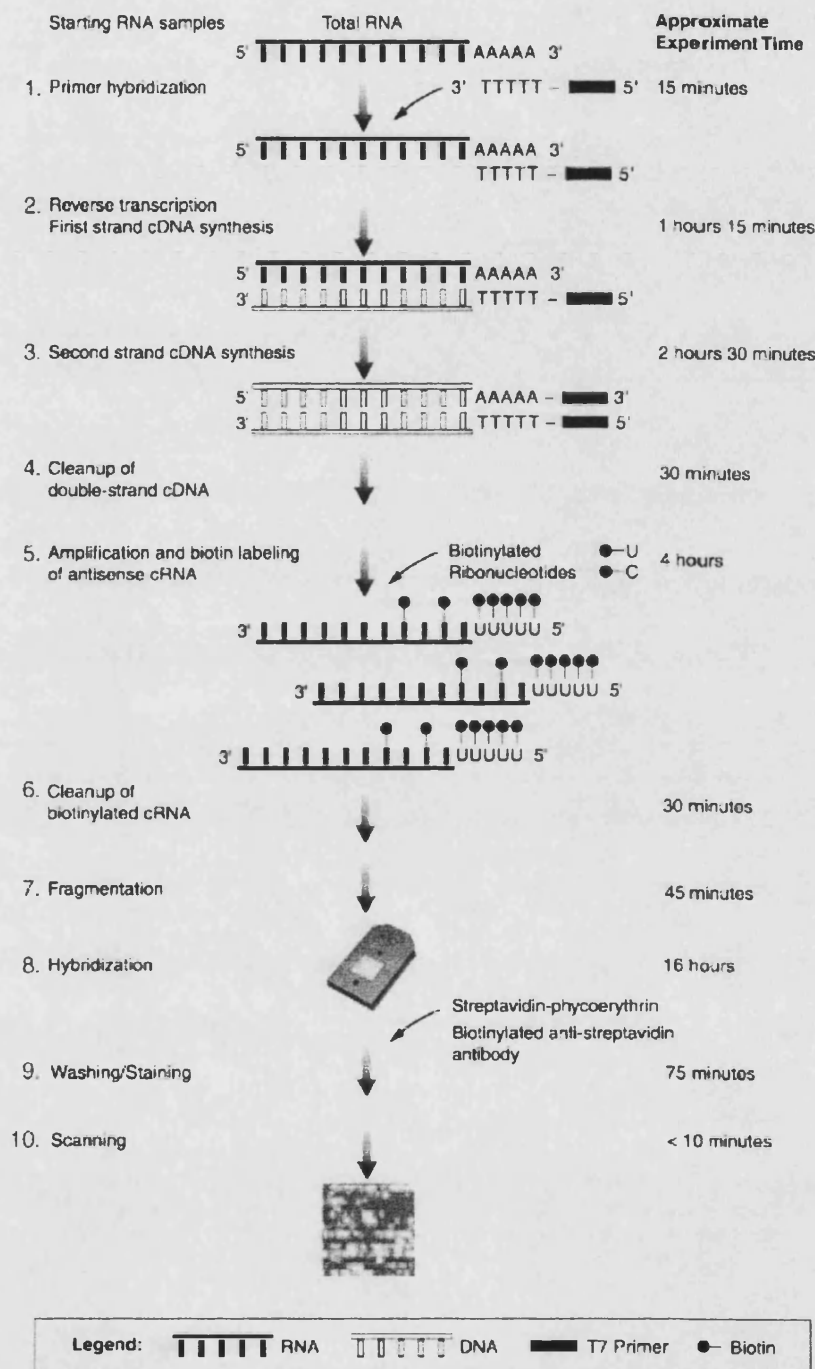 Starting RNA samples Total RNA Approximate
Experiment Time
5' AAAAA 3'
1. Primer hybridization 3' TTTTT - 5' 15 minutes
5' AAAAA 3'
TTTTT - 5'
2. Reverse transcription
Firist strand cDNA synthesis 1 hours 15 minutes
5' AAAAA 3'
3' TTTTT - 5'
3. Second strand cDNA synthesis 2 hours 30 minutes
5' AAAAA - 3'
3' TTTTT - 5'
4. Cleanup of 30 minutes
double-strand cDNA
5. Amplification and biotin labeling Biotinylated U 4 hours
of antisense cRNA Ribonucleotides C
3' UUUUU 5'
3' UUUUU 5'
3' UUUUU 5'
6. Cleanup of 30 minutes
biotinylated cRNA
7. Fragmentation 45 minutes
8. Hybridization 16 hours
Streptavidin-phycoerythrin
Biotinylated anti-streptavidin
antibody
9. Washing/Staining 75 minutes
10. Scanning < 10 minutes
Legend: RNA DNA T7 Primer Biotin